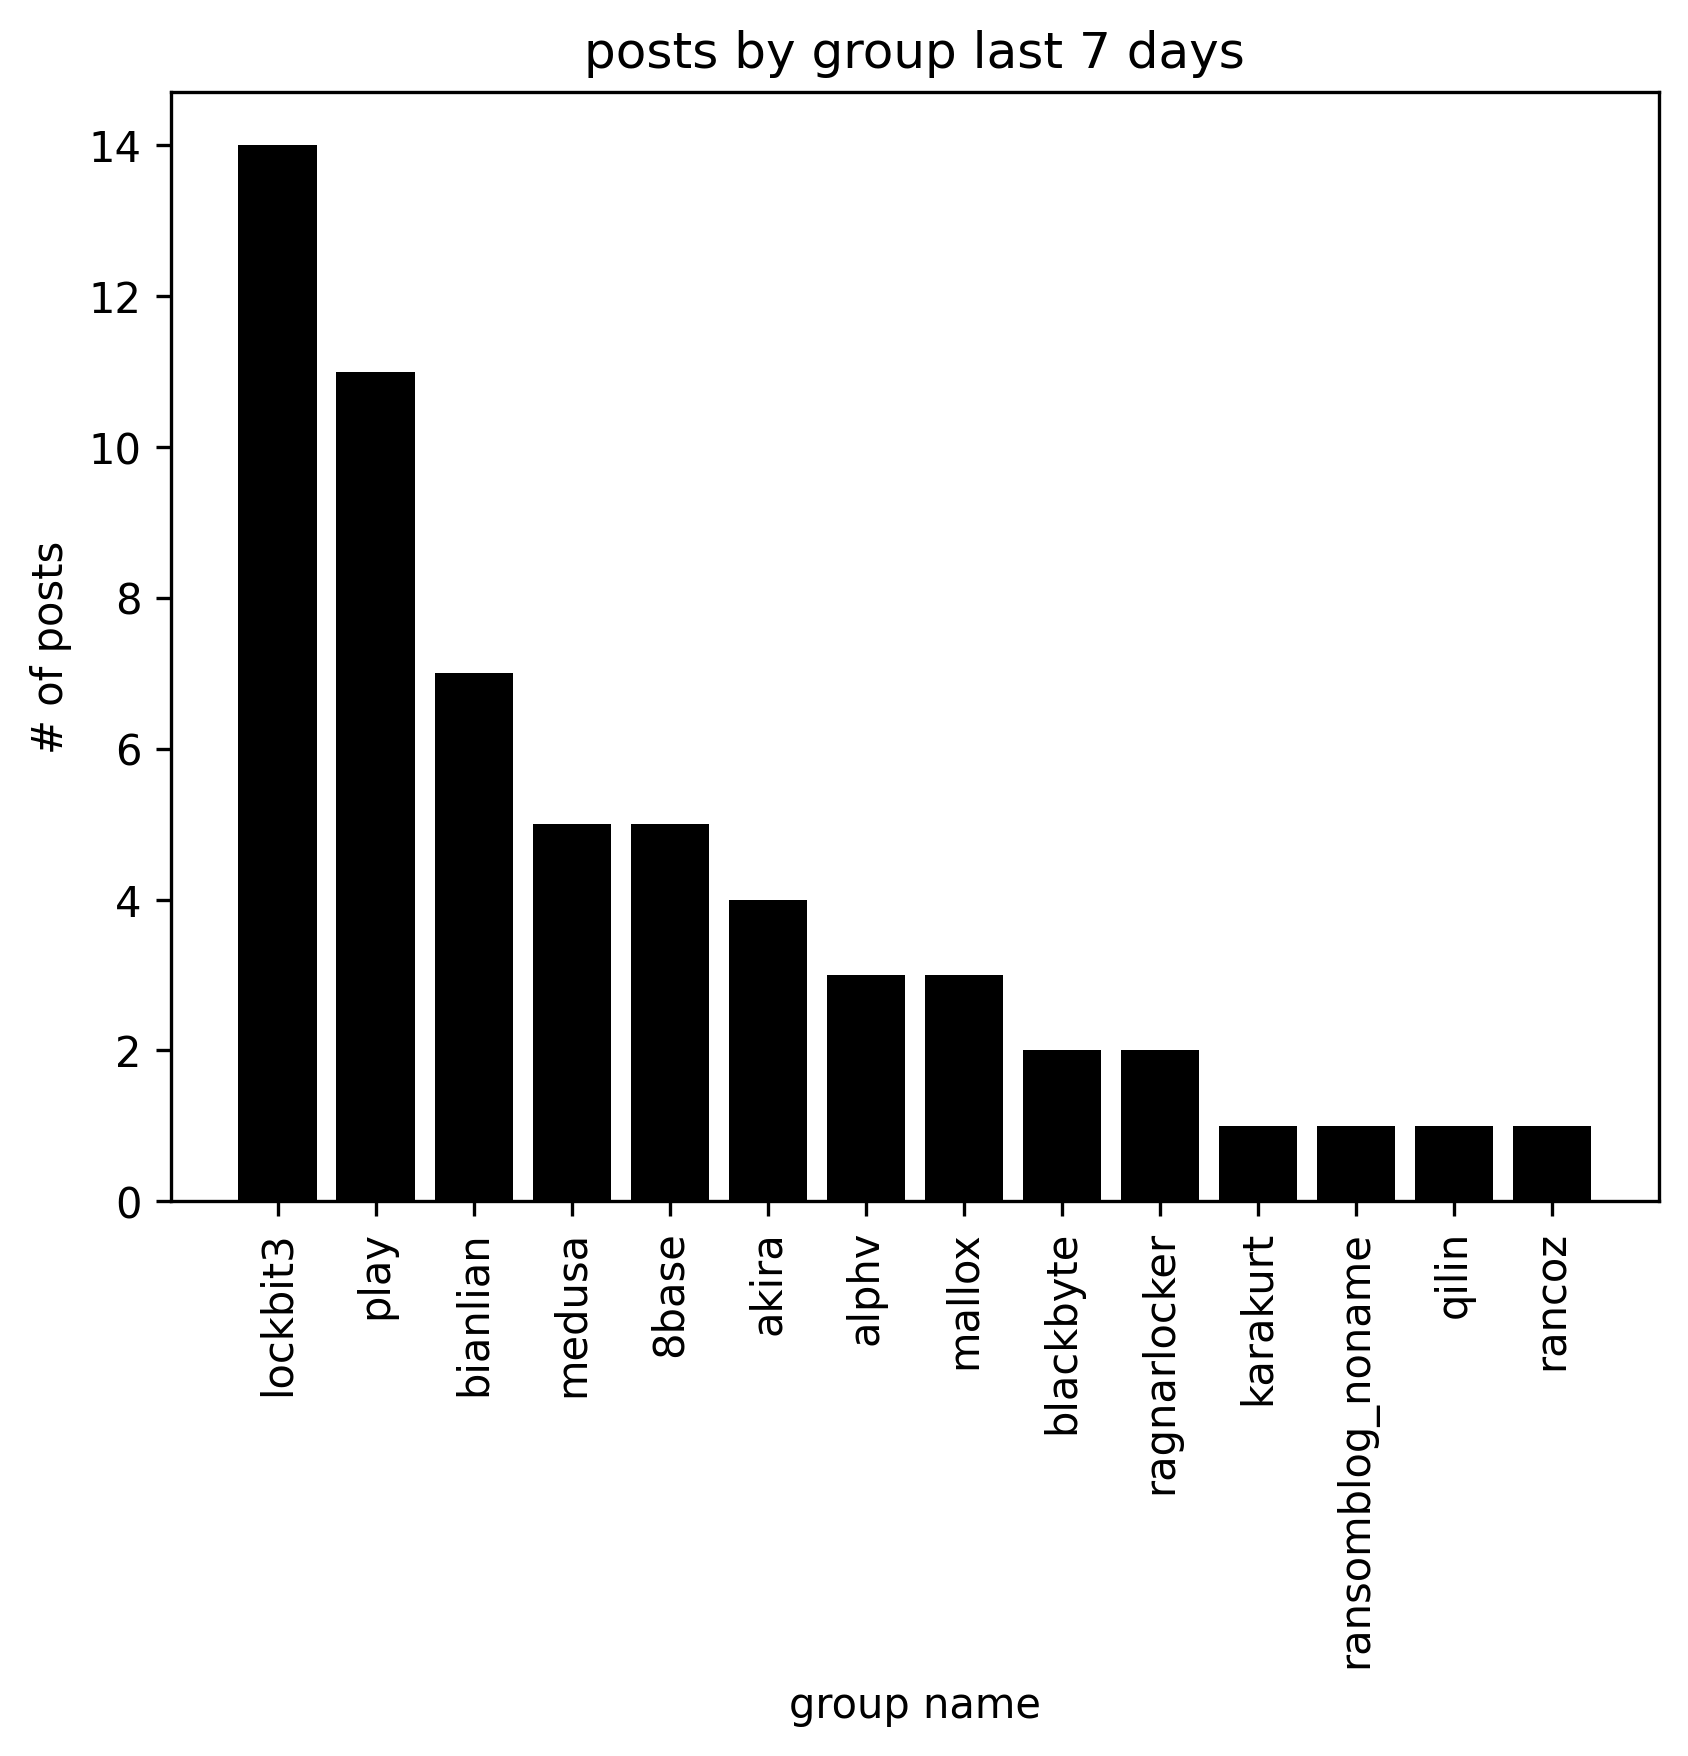 posts by group last 7 days
14
12
10
8
6
4
2
0
# of posts
lockbit3
play
bianlian
medusa
8base
akira
alphv
mallox
blackbyte
ragnarlocker
karakurt
ransomblog_noname
qilin
rancoz
group name